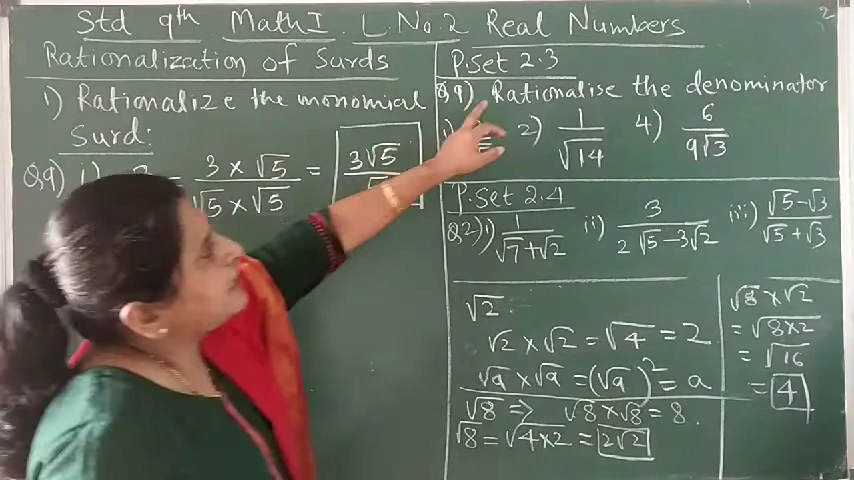 Std 9th Math I L.No.2 Real Numbers
2
Rationalization of Surds
i) Rationalize the monomial
Surd:
Q9) i) = 3 × √5 / √5 × √5 = 3√5
P.Set 2.3
Q9) Rationalise the denominator
i) 2) 1/√14 4) 6/9√3
P.Set 2.4
Q2) i) 1/√7+√2 ii) 3/2√5-3√2 iii) √5-√3/√5+√3
√2
√2 × √2 = √4 = 2
√a × √a = (√a)² = a
√8 => √8 × √8 = 8.
√8 = √4×2 = 2√2
√8 × √2
= √8×2
= √16
= 4